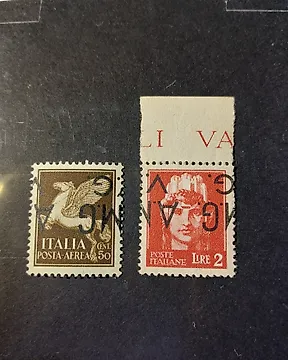 LI VA
A.M.G.
V.G.
ITALIA
POSTA-AEREA
CENT
50
A.M.G.
V.G.
POSTE
ITALIANE
LIRE 2